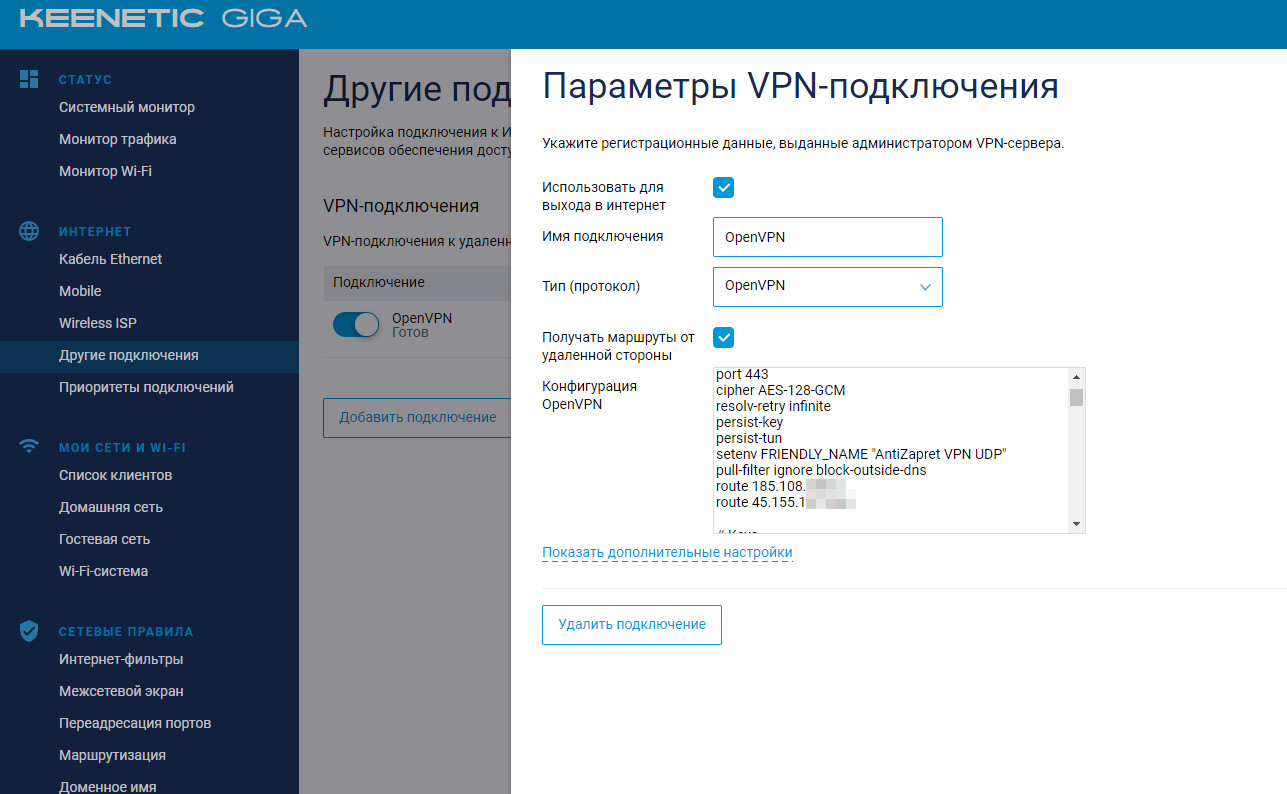 KEENETIC GIGA
СТАТУС
Системный монитор
Монитор трафика
Монитор Wi-Fi
ИНТЕРНЕТ
Кабель Ethernet
Mobile
Wireless ISP
Другие подключения
Приоритеты подключений
МОИ СЕТИ И WI-FI
Список клиентов
Домашняя сеть
Гостевая сеть
Wi-Fi-система
СЕТЕВЫЕ ПРАВИЛА
Интернет-фильтры
Межсетевой экран
Переадресация портов
Маршрутизация
Доменное имя
Другие под
Настройка подключения к И
сервисов обеспечения досту
VPN-подключения
VPN-подключения к удаленн
Подключение
OpenVPN
Готов
Добавить подключение
Параметры VPN-подключения
Укажите регистрационные данные, выданные администратором VPN-сервера.
Использовать для
выхода в интернет
Имя подключения
OpenVPN
Тип (протокол)
OpenVPN
Получать маршруты от
удаленной стороны
Конфигурация
OpenVPN
port 443
cipher AES-128-GCM
resolv-retry infinite
persist-key
persist-tun
setenv FRIENDLY_NAME "AntiZapret VPN UDP"
pull-filter ignore block-outside-dns
route 185.108.
route 45.155.1
Показать дополнительные настройки
Удалить подключение